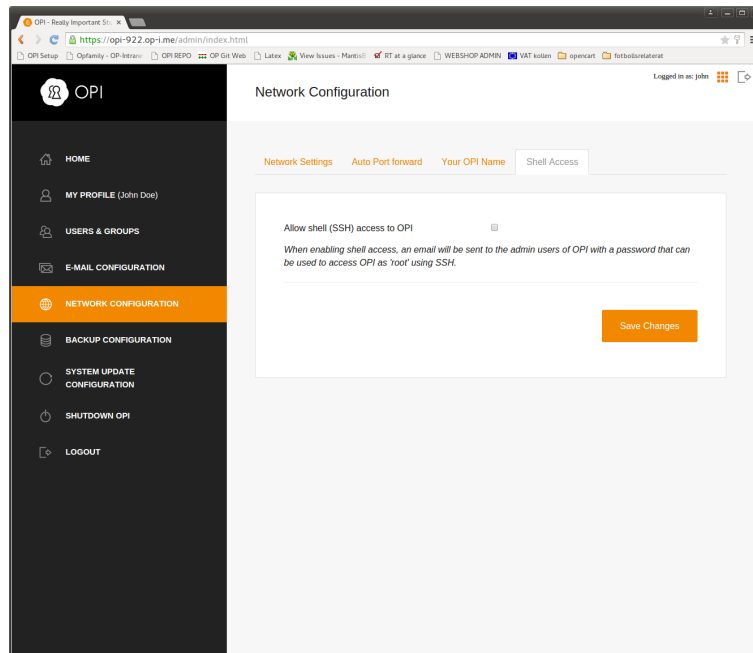 OPI - Really Important St
https://opi-922.op-i.me/admin/index.html
OPI Setup Opfamily - OP-Intran OPI REPO OP Git Web Latex View Issues - Mantis RT at a glance WEBSHOP ADMIN VAT kollen opencart fotbollsrelaterat
OPI
Logged in as: john
Network Configuration
HOME
MY PROFILE (John Doe)
USERS & GROUPS
E-MAIL CONFIGURATION
NETWORK CONFIGURATION
BACKUP CONFIGURATION
SYSTEM UPDATE
CONFIGURATION
SHUTDOWN OPI
LOGOUT
Network Settings Auto Port forward Your OPI Name Shell Access
Allow shell (SSH) access to OPI
When enabling shell access, an email will be sent to the admin users of OPI with a password that can
be used to access OPI as 'root' using SSH.
Save Changes